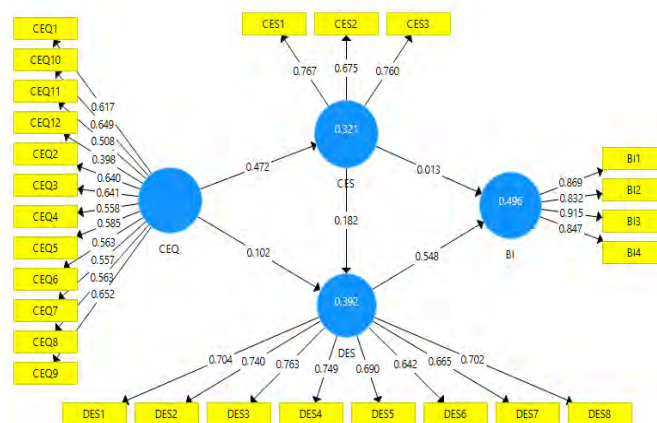 CEQ1
CEQ10
CEQ11
CEQ12
CEQ2
CEQ3
CEQ4
CEQ5
CEQ6
CEQ7
CEQ8
CEQ9
0.617
0.649
0.508
0.398
0.640
0.641
0.558
0.585
0.563
0.557
0.563
0.652
CEQ
0.472
0.102
CES1
CES2
CES3
0.767
0.675
0.760
0.321
CES
0.013
0.182
0.392
DES
0.548
0.496
BI
BI1
BI2
BI3
BI4
0.869
0.832
0.915
0.847
0.704
0.740
0.763
0.749
0.690
0.642
0.665
0.702
DES1
DES2
DES3
DES4
DES5
DES6
DES7
DES8